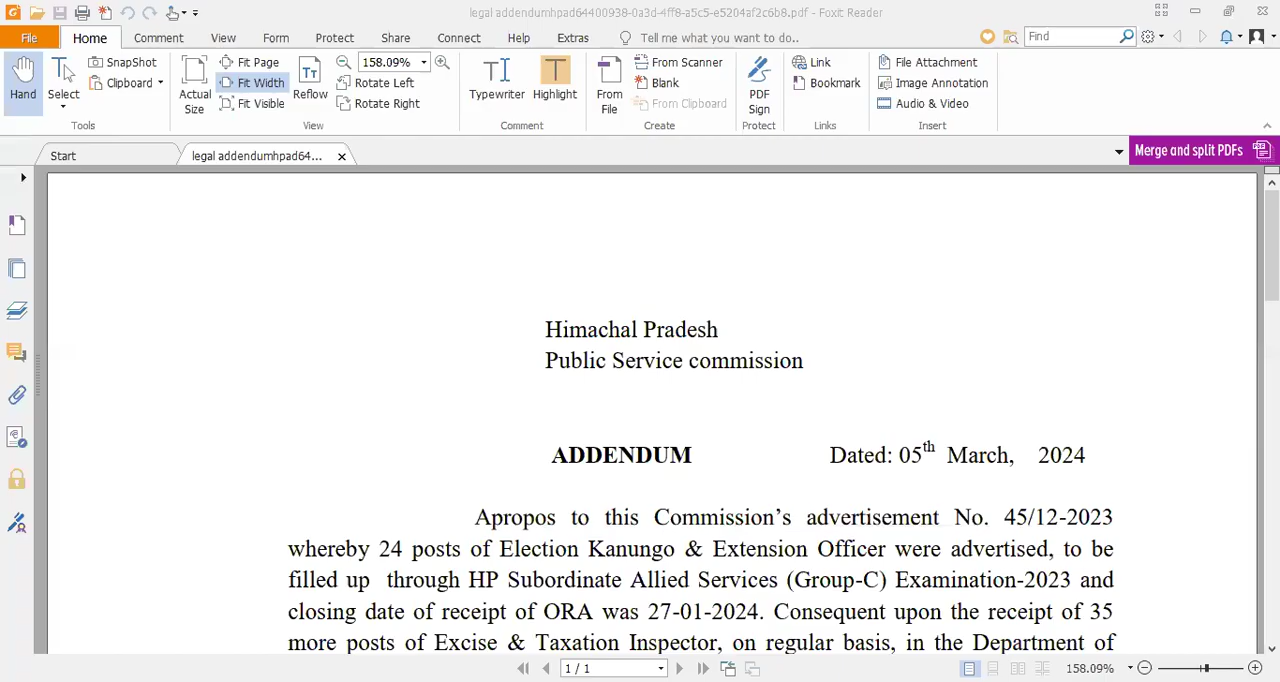 legal addendumhpad64400938-0a3d-4ff8-a5c5-e5204af2c6b8.pdf - Foxit Reader
File Home Comment View Form Protect Share Connect Help Extras Tell me what you want to do.. Find
Hand
Select
SnapShot
Clipboard
Tools
Actual Size
Fit Page
Fit Width
Fit Visible
Reflow
158.09%
Rotate Left
Rotate Right
View
Typewriter
Highlight
Comment
From File
From Scanner
Blank
From Clipboard
Create
PDF Sign
Protect
Link
Bookmark
Links
File Attachment
Image Annotation
Audio & Video
Insert
Start
legal addendumhpad64...
Merge and split PDFs
Himachal Pradesh
Public Service commission
ADDENDUM Dated: 05th March, 2024
Apropos to this Commission's advertisement No. 45/12-2023
whereby 24 posts of Election Kanungo & Extension Officer were advertised, to be
filled up through HP Subordinate Allied Services (Group-C) Examination-2023 and
closing date of receipt of ORA was 27-01-2024. Consequent upon the receipt of 35
more posts of Excise & Taxation Inspector, on regular basis, in the Department of
1 / 1
158.09%